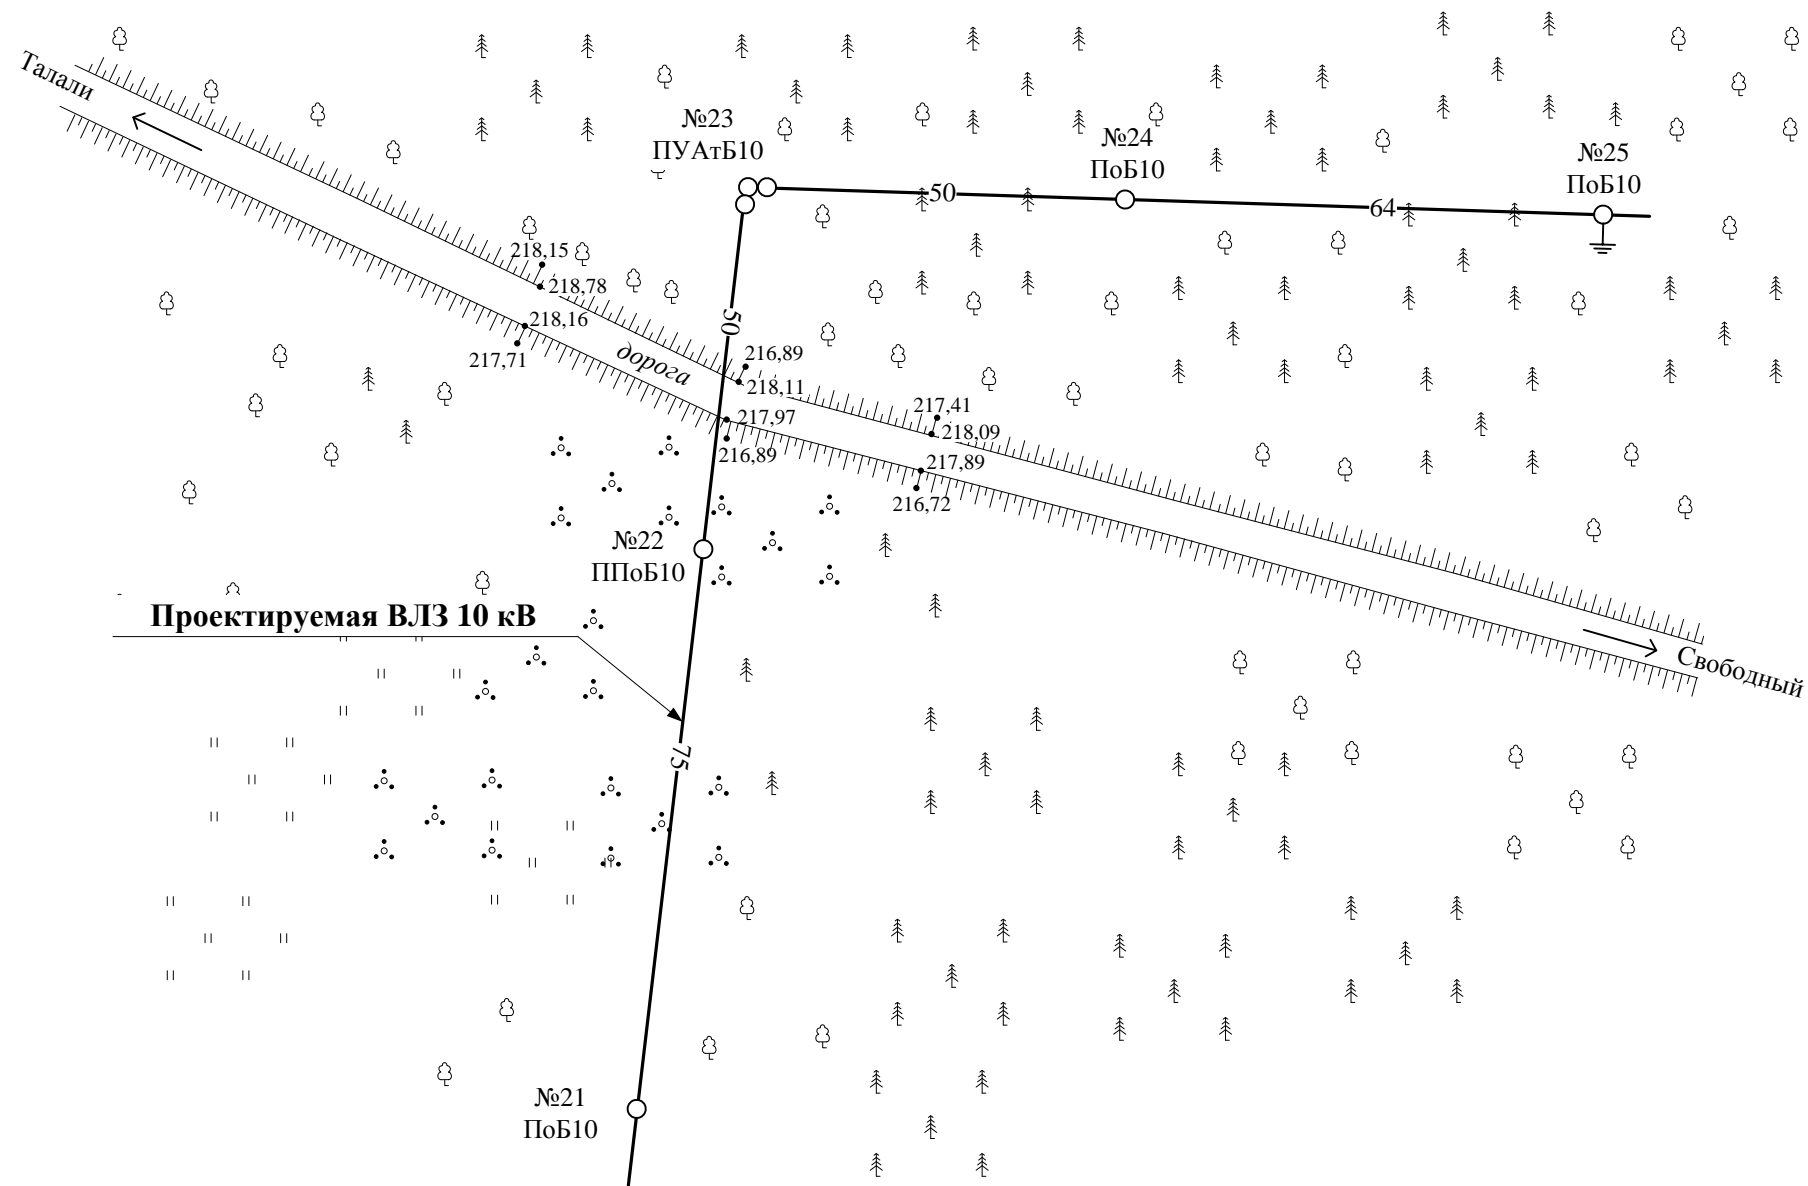 Талали
№23
ПУАтБ10
№24
ПоБ10
№25
ПоБ10
50
64
218,15
218,78
218,16
217,71
50
дорога
216,89
218,11
217,97
216,89
217,41
218,09
217,89
216,72
№22
ППоБ10
Проектируемая ВЛЗ 10 кВ
Свободный
75
№21
ПоБ10